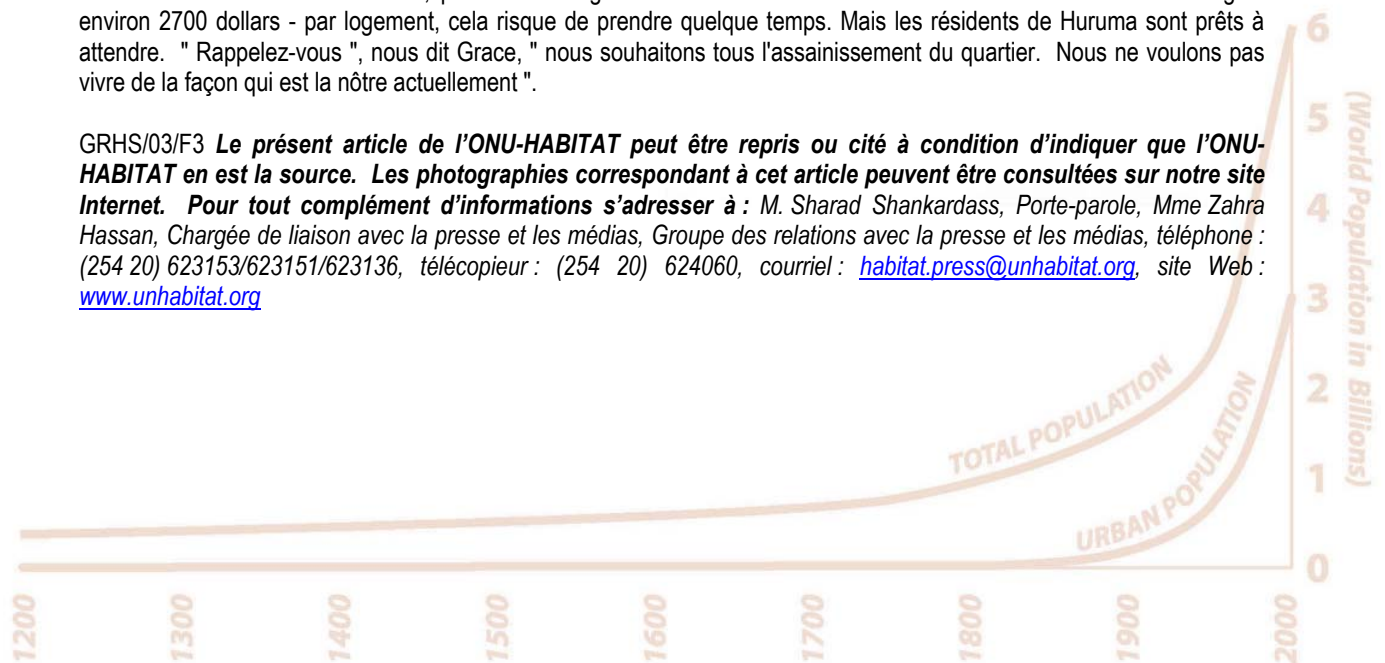 environ 2700 dollars - par logement, cela risque de prendre quelque temps. Mais les résidents de Huruma sont prêts à
attendre. " Rappelez-vous ", nous dit Grace, " nous souhaitons tous l'assainissement du quartier. Nous ne voulons pas
vivre de la façon qui est la nôtre actuellement ".
GRHS/03/F3 Le présent article de l'ONU-HABITAT peut être repris ou cité à condition d'indiquer que l'ONU-
HABITAT en est la source. Les photographies correspondant à cet article peuvent être consultées sur notre site
Internet. Pour tout complément d'informations s'adresser à : M. Sharad Shankardass, Porte-parole, Mme Zahra
Hassan, Chargée de liaison avec la presse et les médias, Groupe des relations avec la presse et les médias, téléphone :
(254 20) 623153/623151/623136, télécopieur : (254 20) 624060, courriel : habitat.press@unhabitat.org, site Web :
www.unhabitat.org
6
5
4
3
2
1
0
(World Population in Billions)
TOTAL POPULATION
URBAN POPULATION
1200
1300
1400
1500
1600
1700
1800
1900
2000